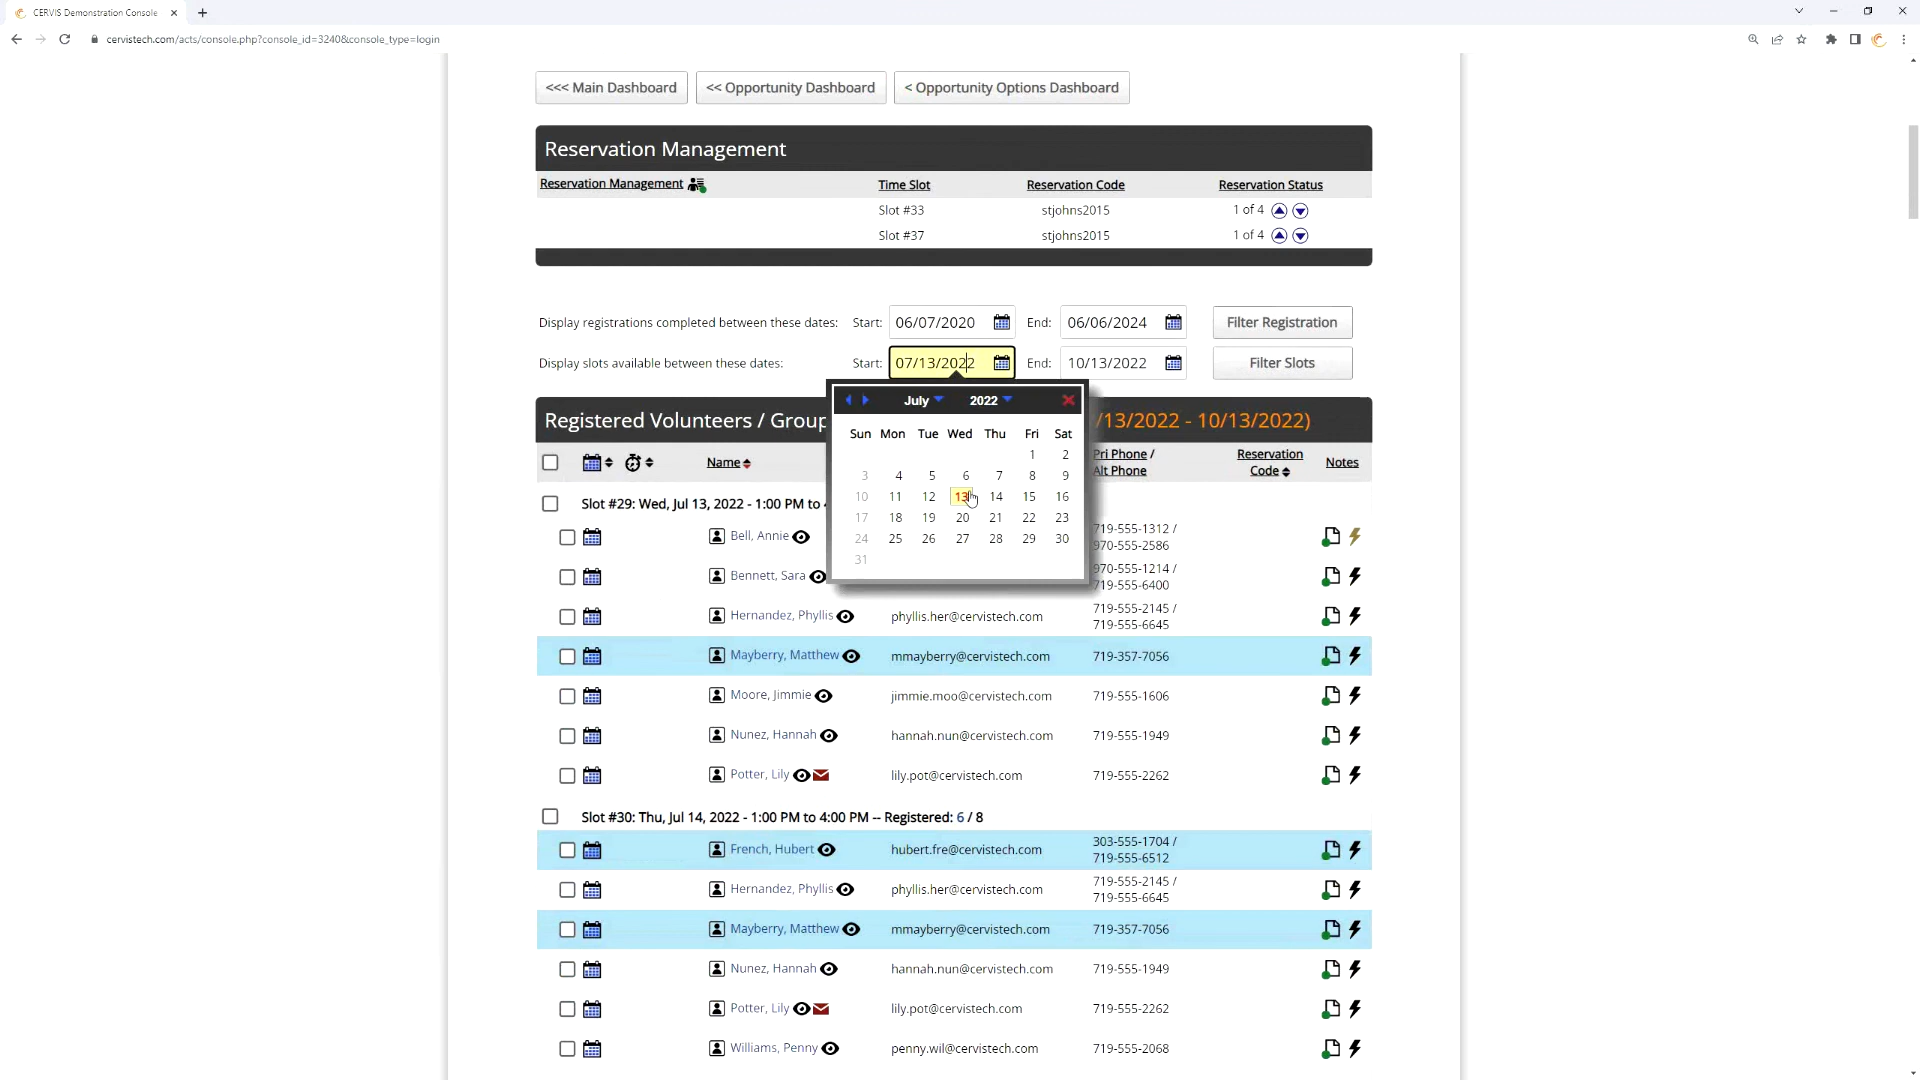 CERVIS Demonstration Console
cervistech.com/acts/console.php?console_id=3240&console_type=login
<<< Main Dashboard
<< Opportunity Dashboard
< Opportunity Options Dashboard
Reservation Management
Reservation Management Time Slot Reservation Code Reservation Status
Slot #33 stjohns2015 1 of 4
Slot #37 stjohns2015 1 of 4
Display registrations completed between these dates: Start: 06/07/2020 End: 06/06/2024 Filter Registration
Display slots available between these dates: Start: 07/13/2022 End: 10/13/2022 Filter Slots
July 2022
Sun Mon Tue Wed Thu Fri Sat
1 2
3 4 5 6 7 8 9
10 11 12 13 14 15 16
17 18 19 20 21 22 23
24 25 26 27 28 29 30
31
Registered Volunteers / Group /13/2022 - 10/13/2022)
Name Pri Phone / Alt Phone Reservation Code Notes
Slot #29: Wed, Jul 13, 2022 - 1:00 PM to
Bell, Annie 719-555-1312 / 970-555-2586
Bennett, Sara 970-555-1214 / 719-555-6400
Hernandez, Phyllis phyllis.her@cervistech.com 719-555-2145 / 719-555-6645
Mayberry, Matthew mmayberry@cervistech.com 719-357-7056
Moore, Jimmie jimmie.moo@cervistech.com 719-555-1606
Nunez, Hannah hannah.nun@cervistech.com 719-555-1949
Potter, Lily lily.pot@cervistech.com 719-555-2262
Slot #30: Thu, Jul 14, 2022 - 1:00 PM to 4:00 PM -- Registered: 6 / 8
French, Hubert hubert.fre@cervistech.com 303-555-1704 / 719-555-6512
Hernandez, Phyllis phyllis.her@cervistech.com 719-555-2145 / 719-555-6645
Mayberry, Matthew mmayberry@cervistech.com 719-357-7056
Nunez, Hannah hannah.nun@cervistech.com 719-555-1949
Potter, Lily lily.pot@cervistech.com 719-555-2262
Williams, Penny penny.wil@cervistech.com 719-555-2068